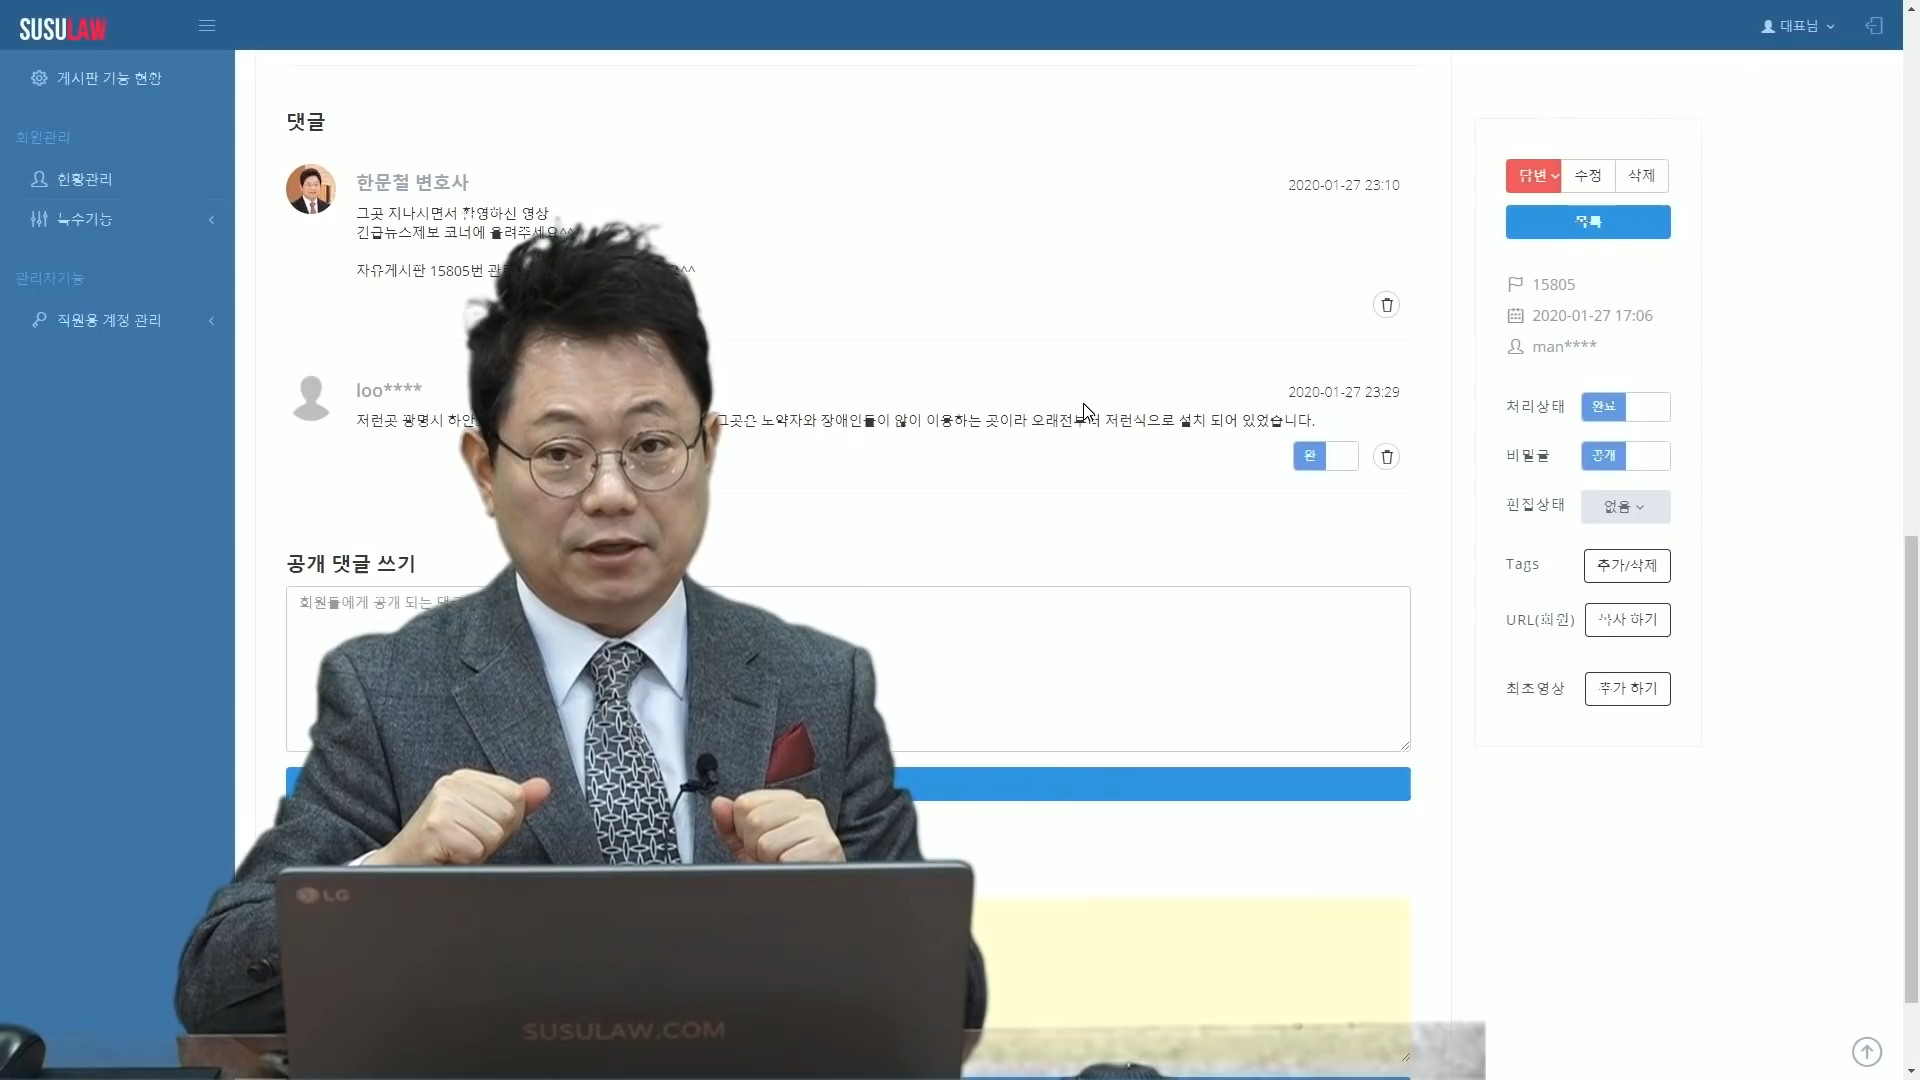 SUSULAW
대표님
게시판 기능 현황
회원관리
현황관리
특수기능
관리자기능
직원용 계정 관리
댓글
한문철 변호사
2020-01-27 23:10
그곳 지나시면서 촬영하신 영상
긴급뉴스제보 코너에 올려주세요^^
자유게시판 15805번 관
^^
loo****
2020-01-27 23:29
저런곳 광명시 하안
그곳은 노약자와 장애인들이 많이 이용하는 곳이라 오래전부터 저런식으로 설치 되어 있었습니다.
완
공개 댓글 쓰기
회원들에게 공개 되는 댓
답변
수정
삭제
목록
15805
2020-01-27 17:06
man****
처리상태
완료
비밀글
공개
편집상태
없음
Tags
추가/삭제
URL(회원)
복사 하기
최초영상
추가 하기
LG
SUSULAW.COM